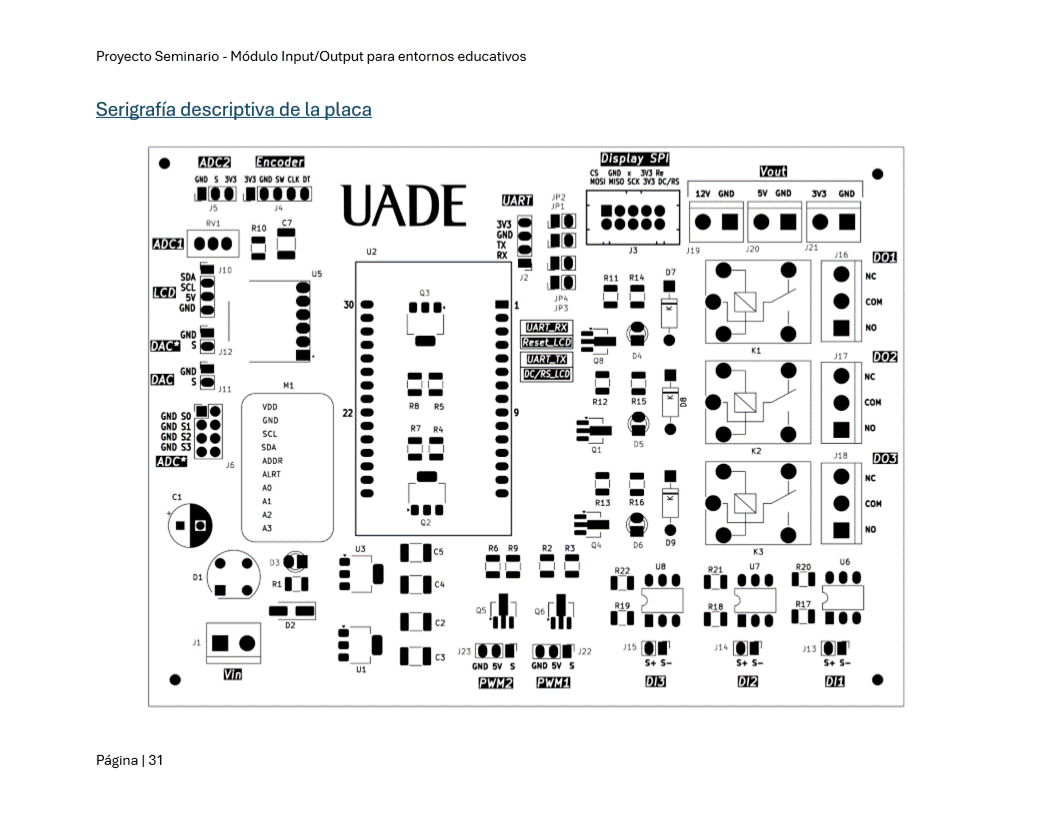 Proyecto Seminario - Módulo Input/Output para entornos educativos
Serigrafía descriptiva de la placa
ADC2 Encoder
GND S 3V3 3V3 GND SW CLK DT
J5 J4
UADE
UART
JP2
JP1
3V3
GND
TX
RX
J2
JP4
JP3
Display SPI
CS GND x 3V3 Re
MOSI MISO SCK 3V3 DC/RS
J3
Vout
12V GND 5V GND 3V3 GND
J19 J20 J21
RV1
ADC1
R10 C7
U2
J10
SDA
SCL
5V
GND
LCD
U5
GND
S
DAC*
J12
GND
S
DAC
J11
M1
VDD
GND
SCL
SDA
ADDR
ALRT
A0
A1
A2
A3
GND S0
GND S1
GND S2
GND S3
ADC*
J6
C1
+
30 1
22 9
Q3
R8 R5
R7 R4
Q2
UART_RX
Reset_LCD
UART_TX
DC/RS_LCD
R11 R14 D7
K
Q8 D4
R12 R15 K D8
Q1 D5
R13 R16 K
Q4 D6 D9
K1
K2
K3
J16 DO1
NC
COM
NO
J17 DO2
NC
COM
NO
J18 DO3
NC
COM
NO
D1
D3
R1
D2
J1
Vin
U3
U1
C5
C4
C2
C3
R6 R9 R2 R3
Q5 Q6
J23 J22
GND 5V S GND 5V S
PWM2 PWM1
R22 U8 R21 U7 R20 U6
R19 R18 R17
J15 J14 J13
S+ S- S+ S- S+ S-
DI3 DI2 DI1
Página | 31